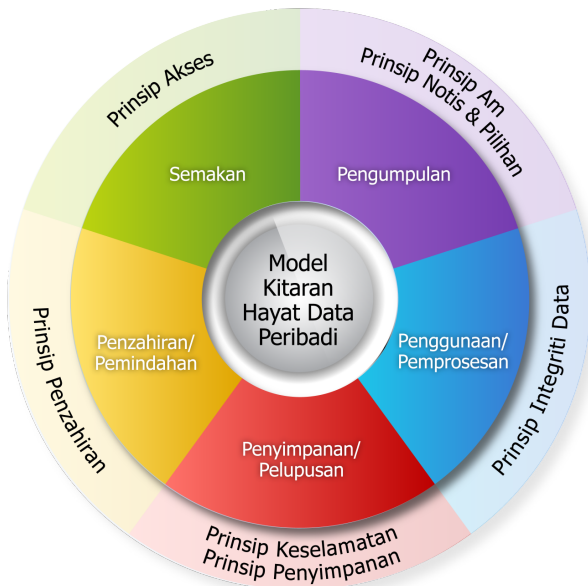 Prinsip Akses
Prinsip Am
Prinsip Notis & Pilihan
Semakan
Pengumpulan
Model
Kitaran
Hayat Data
Peribadi
Penzahiran/
Pemindahan
Penggunaan/
Pemprosesan
Prinsip Penzahiran
Prinsip Integriti Data
Penyimpanan/
Pelupusan
Prinsip Keselamatan
Prinsip Penyimpanan